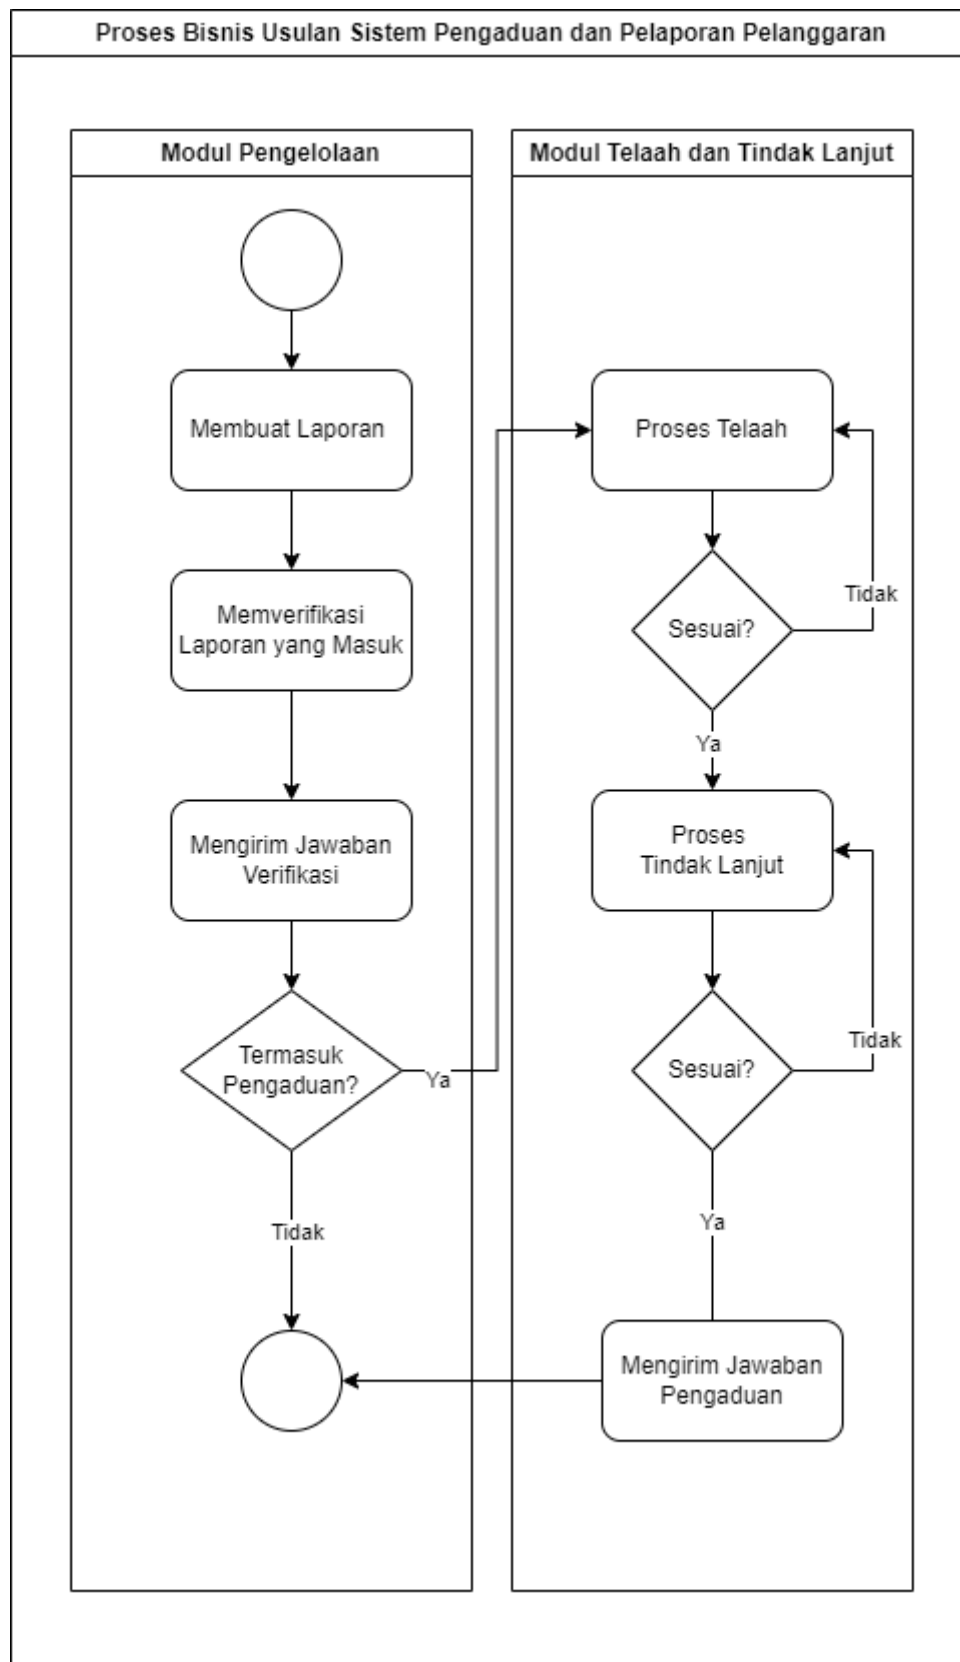 Proses Bisnis Usulan Sistem Pengaduan dan Pelaporan Pelanggaran
Modul Pengelolaan
Membuat Laporan
Memverifikasi
Laporan yang Masuk
Mengirim Jawaban
Verifikasi
Termasuk
Pengaduan?
Ya
Tidak
Modul Telaah dan Tindak Lanjut
Proses Telaah
Sesuai?
Tidak
Ya
Proses
Tindak Lanjut
Sesuai?
Tidak
Ya
Mengirim Jawaban
Pengaduan